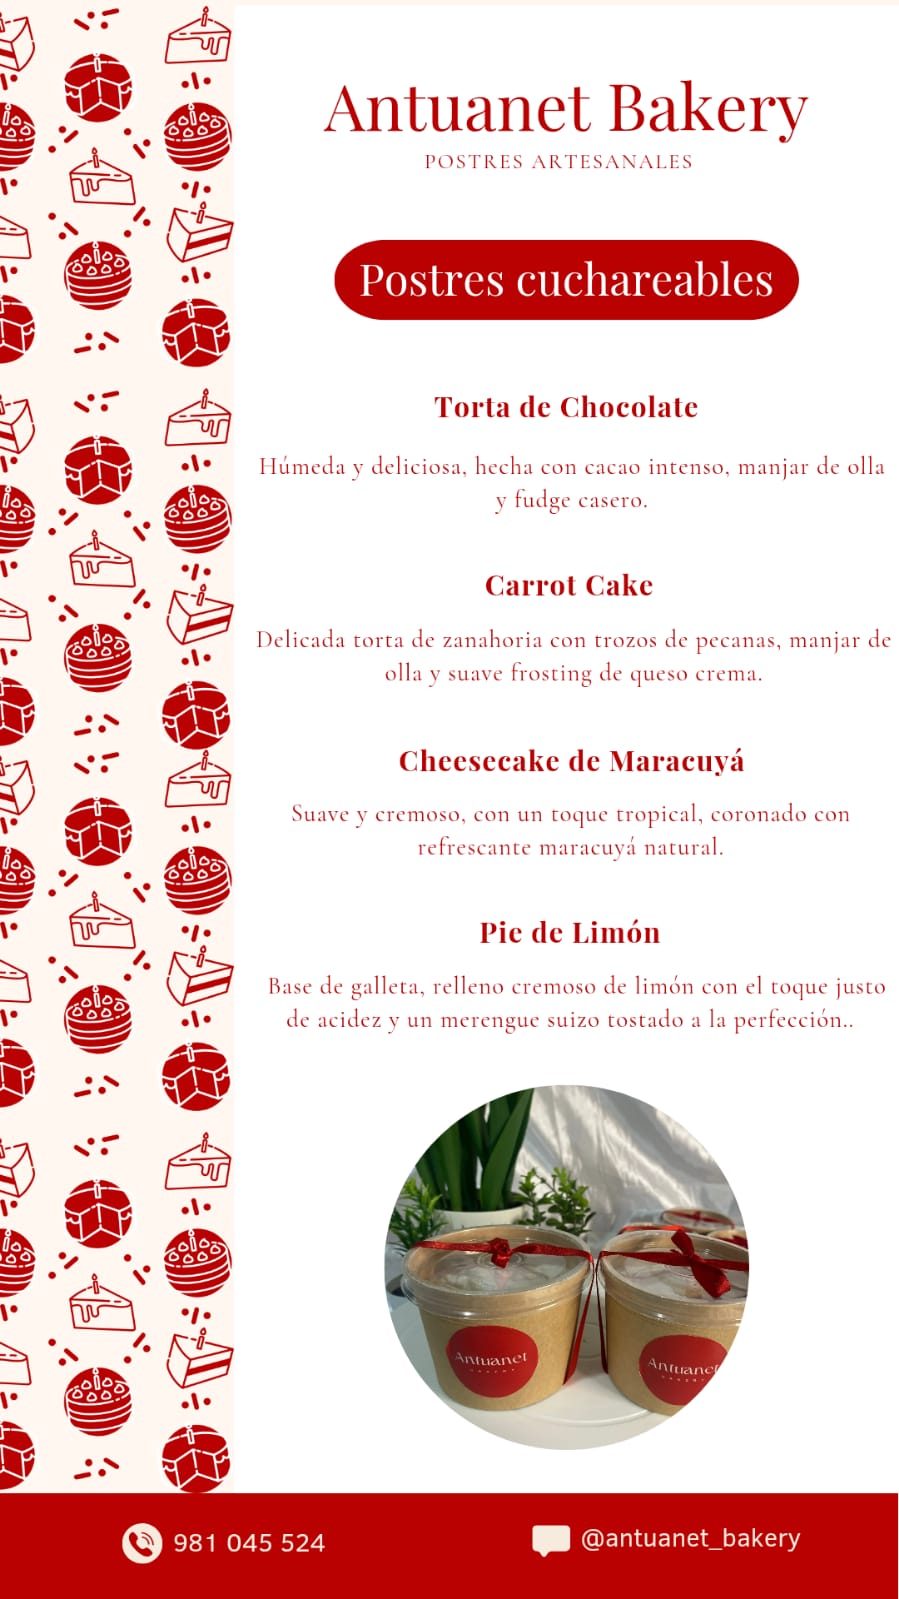 Antuanet Bakery
POSTRES ARTESANALES
Postres cuchareables
Torta de Chocolate
Húmeda y deliciosa, hecha con cacao intenso, manjar de olla
y fudge casero.
Carrot Cake
Delicada torta de zanahoria con trozos de pecanas, manjar de
olla y suave frosting de queso crema.
Cheesecake de Maracuyá
Suave y cremoso, con un toque tropical, coronado con
refrescante maracuyá natural.
Pie de Limón
Base de galleta, relleno cremoso de limón con el toque justo
de acidez y un merengue suizo tostado a la perfección..
Antuanet
BAKERY
Antuanet
BAKERY
981 045 524
@antuanet_bakery